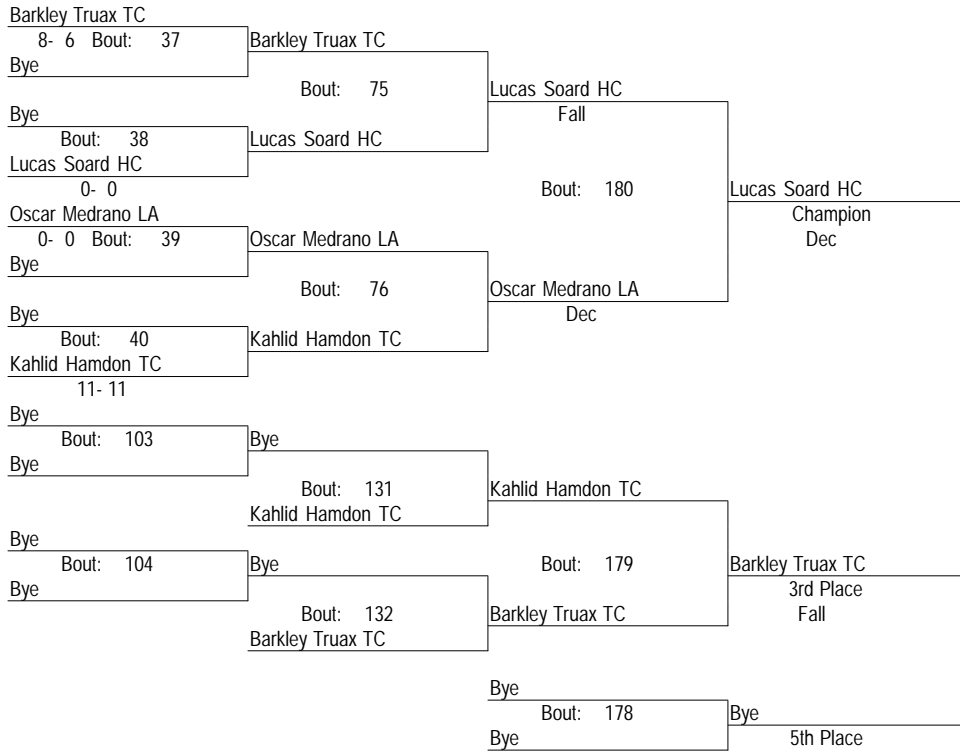 Barkley Truax TC
8- 6 Bout: 37
Barkley Truax TC
Bye
Bout: 75
Lucas Soard HC
Bye
Fall
Bout: 38
Lucas Soard HC
Lucas Soard HC
0- 0
Bout: 180
Lucas Soard HC
Oscar Medrano LA
Champion
0- 0 Bout: 39
Oscar Medrano LA
Dec
Bye
Bout: 76
Oscar Medrano LA
Bye
Dec
Bout: 40
Kahlid Hamdon TC
Kahlid Hamdon TC
11- 11
Bye
Bout: 103
Bye
Bye
Bout: 131
Kahlid Hamdon TC
Kahlid Hamdon TC
Bye
Bout: 104
Bye
Bout: 179
Barkley Truax TC
Bye
3rd Place
Bout: 132
Barkley Truax TC
Fall
Barkley Truax TC
Bye
Bout: 178
Bye
Bye
5th Place